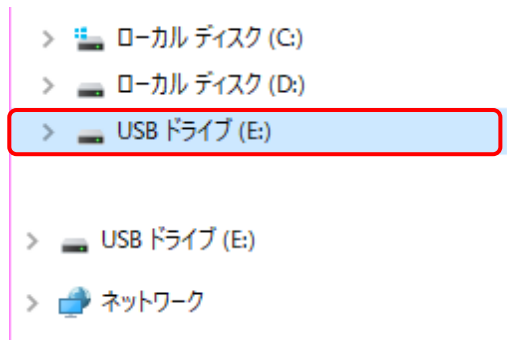 ローカル ディスク (C:)
ローカル ディスク (D:)
USB ドライブ (E:)
USB ドライブ (E:)
ネットワーク